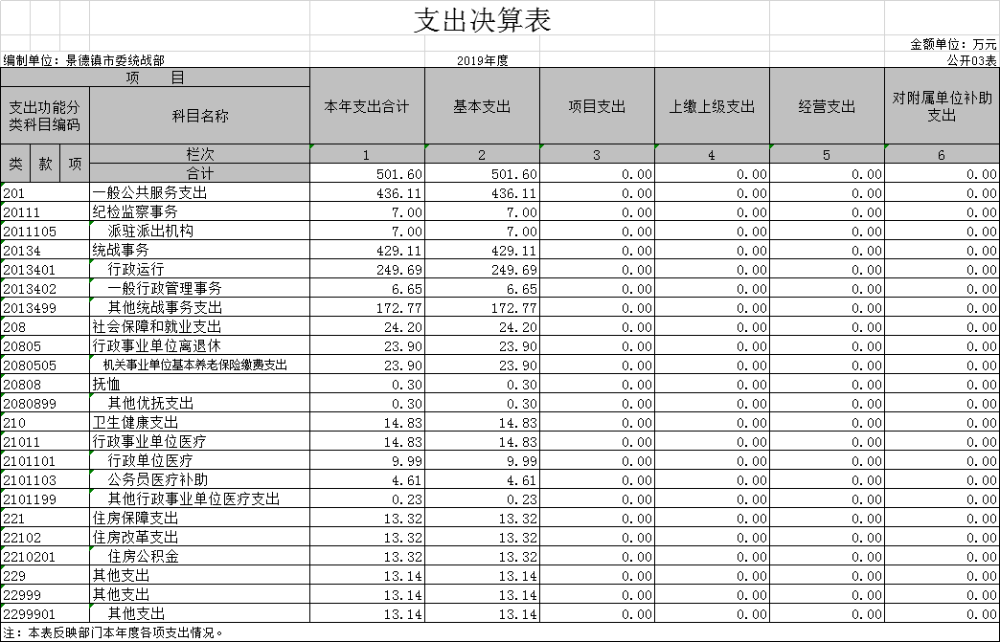 支出决算表
金额单位：万元
编制单位：景德镇市委统战部 2019年度 公开03表
项 目 本年支出合计 基本支出 项目支出 上缴上级支出 经营支出 对附属单位补助支出
支出功能分类科目编码 科目名称
类 款 项 栏次 1 2 3 4 5 6
合计 501.60 501.60 0.00 0.00 0.00 0.00
201 一般公共服务支出 436.11 436.11 0.00 0.00 0.00 0.00
20111 纪检监察事务 7.00 7.00 0.00 0.00 0.00 0.00
2011105 派驻派出机构 7.00 7.00 0.00 0.00 0.00 0.00
20134 统战事务 429.11 429.11 0.00 0.00 0.00 0.00
2013401 行政运行 249.69 249.69 0.00 0.00 0.00 0.00
2013402 一般行政管理事务 6.65 6.65 0.00 0.00 0.00 0.00
2013499 其他统战事务支出 172.77 172.77 0.00 0.00 0.00 0.00
208 社会保障和就业支出 24.20 24.20 0.00 0.00 0.00 0.00
20805 行政事业单位离退休 23.90 23.90 0.00 0.00 0.00 0.00
2080505 机关事业单位基本养老保险缴费支出 23.90 23.90 0.00 0.00 0.00 0.00
20808 抚恤 0.30 0.30 0.00 0.00 0.00 0.00
2080899 其他优抚支出 0.30 0.30 0.00 0.00 0.00 0.00
210 卫生健康支出 14.83 14.83 0.00 0.00 0.00 0.00
21011 行政事业单位医疗 14.83 14.83 0.00 0.00 0.00 0.00
2101101 行政单位医疗 9.99 9.99 0.00 0.00 0.00 0.00
2101103 公务员医疗补助 4.61 4.61 0.00 0.00 0.00 0.00
2101199 其他行政事业单位医疗支出 0.23 0.23 0.00 0.00 0.00 0.00
221 住房保障支出 13.32 13.32 0.00 0.00 0.00 0.00
22102 住房改革支出 13.32 13.32 0.00 0.00 0.00 0.00
2210201 住房公积金 13.32 13.32 0.00 0.00 0.00 0.00
229 其他支出 13.14 13.14 0.00 0.00 0.00 0.00
22999 其他支出 13.14 13.14 0.00 0.00 0.00 0.00
2299901 其他支出 13.14 13.14 0.00 0.00 0.00 0.00
注：本表反映部门本年度各项支出情况。